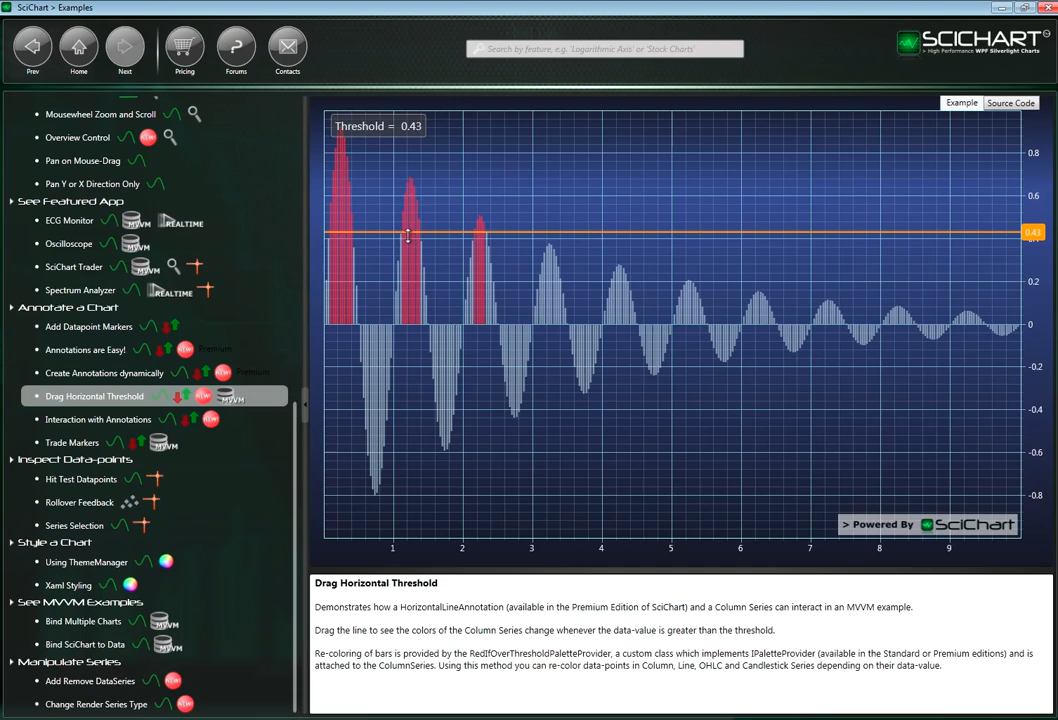 SciChart > Examples
Prev
Home
Next
Pricing
Forums
Contacts
Search by feature, e.g. 'Logarithmic Axis' or 'Stock Charts'
SCICHART
> High Performance WPF Silverlight Charts
Mousewheel Zoom and Scroll
Overview Control NEW!
Pan on Mouse-Drag
Pan Y or X Direction Only
See Featured App
ECG Monitor MVVM REALTIME
Oscilloscope MVVM
SciChart Trader MVVM
Spectrum Analyzer REALTIME
Annotate a Chart
Add Datapoint Markers
Annotations are Easy! NEW! Premium
Create Annotations dynamically NEW! Premium
Drag Horizontal Threshold NEW! MVVM
Interaction with Annotations NEW!
Trade Markers MVVM
Inspect Data-points
Hit Test Datapoints
Rollover Feedback
Series Selection
Style a Chart
Using ThemeManager
Xaml Styling
See MVVM Examples
Bind Multiple Charts MVVM
Bind SciChart to Data MVVM
Manipulate Series
Add Remove DataSeries NEW!
Change Render Series Type NEW!
Example
Source Code
Threshold = 0.43
0.8
0.6
0.43
0.2
0
-0.2
-0.4
-0.6
-0.8
1 2 3 4 5 6 7 8 9
> Powered By SciChart
Drag Horizontal Threshold
Demonstrates how a HorizontalLineAnnotation (available in the Premium Edition of SciChart) and a Column Series can interact in an MVVM example.
Drag the line to see the colors of the Column Series change whenever the data-value is greater than the threshold.
Re-coloring of bars is provided by the RedIfOverThresholdPaletteProvider, a custom class which implements IPaletteProvider (available in the Standard or Premium editions) and is
attached to the ColumnSeries. Using this method you can re-color data-points in Column, Line, OHLC and Candlestick Series depending on their data-value.